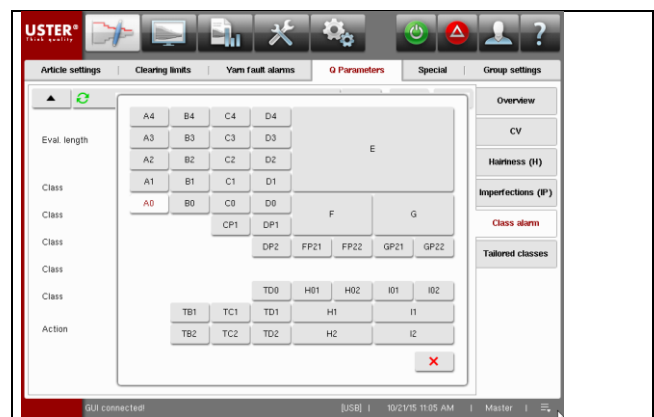 USTER®
Think quality
?
Article settings | Clearing limits | Yarn fault alarms | Q Parameters | Special | Group settings
Overview
A4 B4 C4 D4
Eval. length A3 B3 C3 D3 E CV
A2 B2 C2 D2 Hairiness (H)
Class A1 B1 C1 D1 Imperfections (IP)
A0 B0 C0 D0 F G
Class CP1 DP1 Class alarm
Class DP2 FP21 FP22 GP21 GP22 Tailored classes
Class
Class TD0 H01 H02 I01 I02
TB1 TC1 TD1 H1 I1
Action TB2 TC2 TD2 H2 I2
GUI connected! [USB] | 10/21/15 11:05 AM | Master |